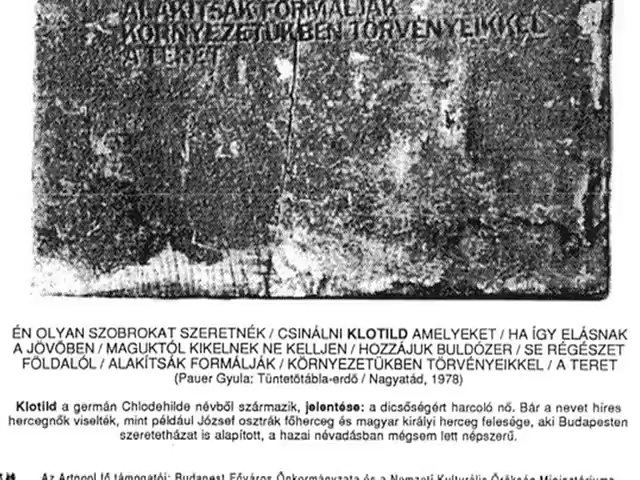 ALAKÍTSÁK FORMÁLJÁK
KÖRNYEZETÜKBEN TÖRVÉNYEIKKEL
A TERET
ÉN OLYAN SZOBROKAT SZERETNÉK / CSINÁLNI KLOTILD AMELYEKET / HA ÍGY ELÁSNAK
A JÖVŐBEN / MAGUKTÓL KIKELNEK NE KELLJEN / HOZZÁJUK BULDÓZER / SE RÉGÉSZET
FÖLDALÓL / ALAKÍTSÁK FORMÁLJÁK / KÖRNYEZETÜKBEN TÖRVÉNYEIKKEL / A TERET
(Pauer Gyula: Tüntetőtábla-erdő / Nagyatád, 1978)
Klotild a germán Chlodehilde névből származik, jelentése: a dicsőségért harcoló nő. Bár a nevet híres
hercegnők viselték, mint például József osztrák főherceg és magyar királyi herceg felesége, aki Budapesten
szeretetházat is alapított, a hazai névadásban mégsem lett népszerű.
Az Artpool fő támogatói: Budapest Főváros Önkormányzata és a Nemzeti Kulturális Örökség Minisztériuma